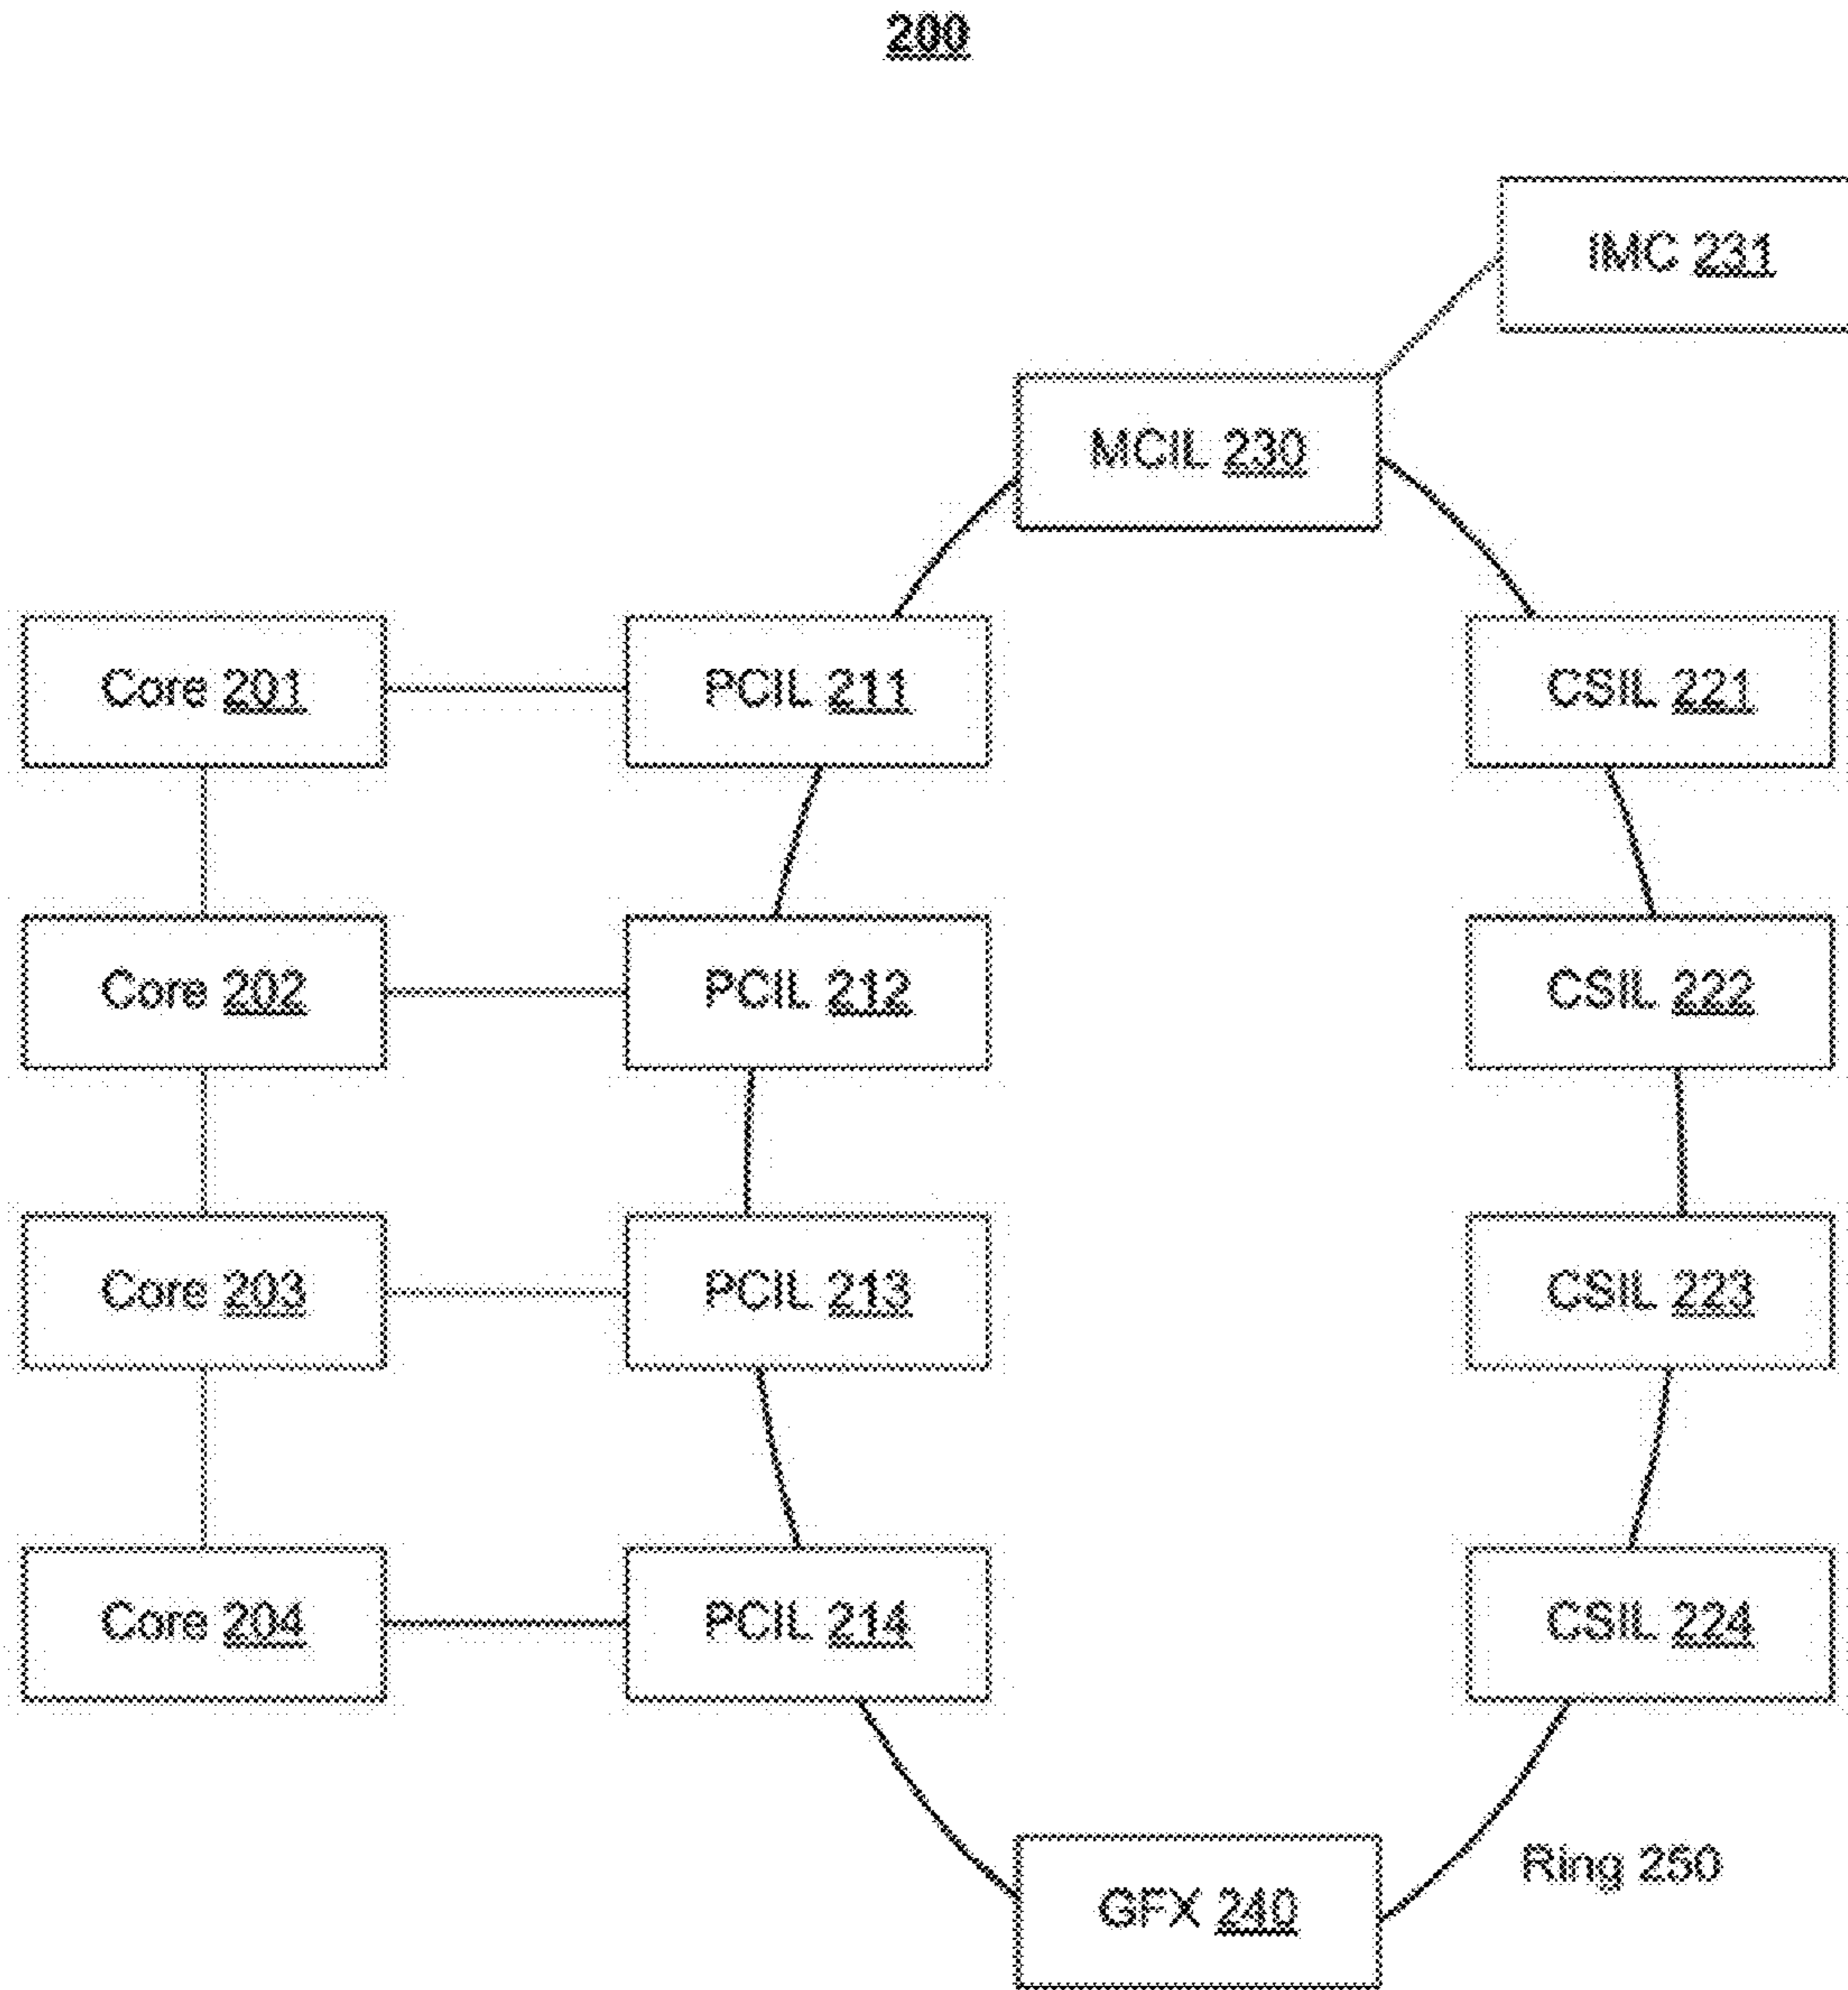 200
IMC 231
MCIL 230
Core 201
PCIL 211
CSIL 221
Core 202
PCIL 212
CSIL 222
Core 203
PCIL 213
CSIL 223
Core 204
PCIL 214
CSIL 224
Ring 250
GFX 240